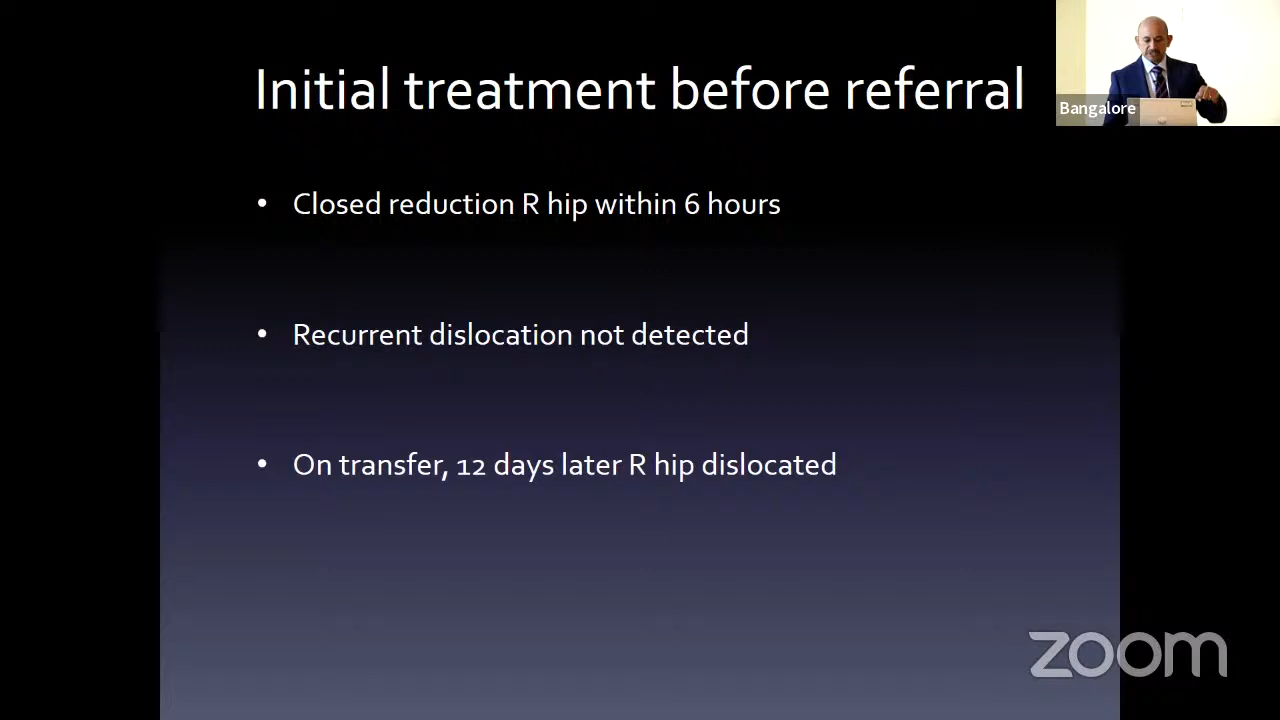 Initial treatment before referral
Bangalore
• Closed reduction R hip within 6 hours
• Recurrent dislocation not detected
• On transfer, 12 days later R hip dislocated
zoom